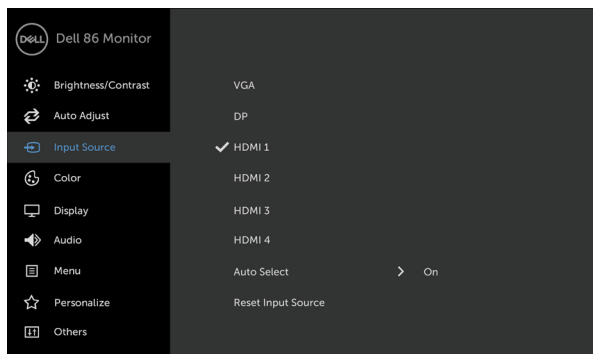 DELL Dell 86 Monitor
Brightness/Contrast VGA
Auto Adjust DP
Input Source HDMI 1
Color HDMI 2
Display HDMI 3
Audio HDMI 4
Menu Auto Select On
Personalize Reset Input Source
Others